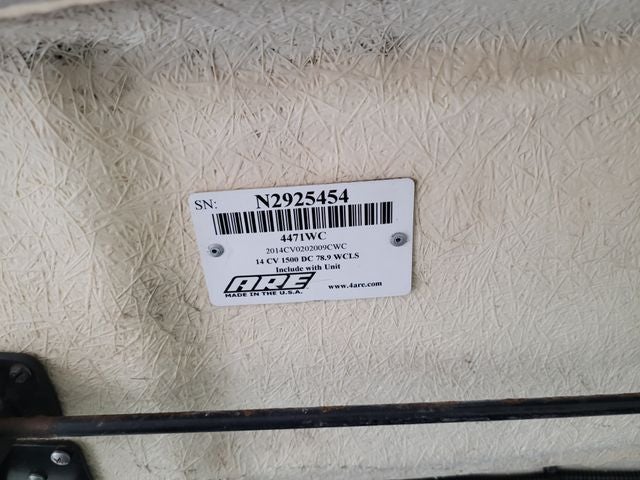 SN: N2925454
4471WC
2014CV0202009CWC
14 CV 1500 DC 78.9 WCLS
Include with Unit
ARE
MADE IN THE U.S.A.
www.4are.com